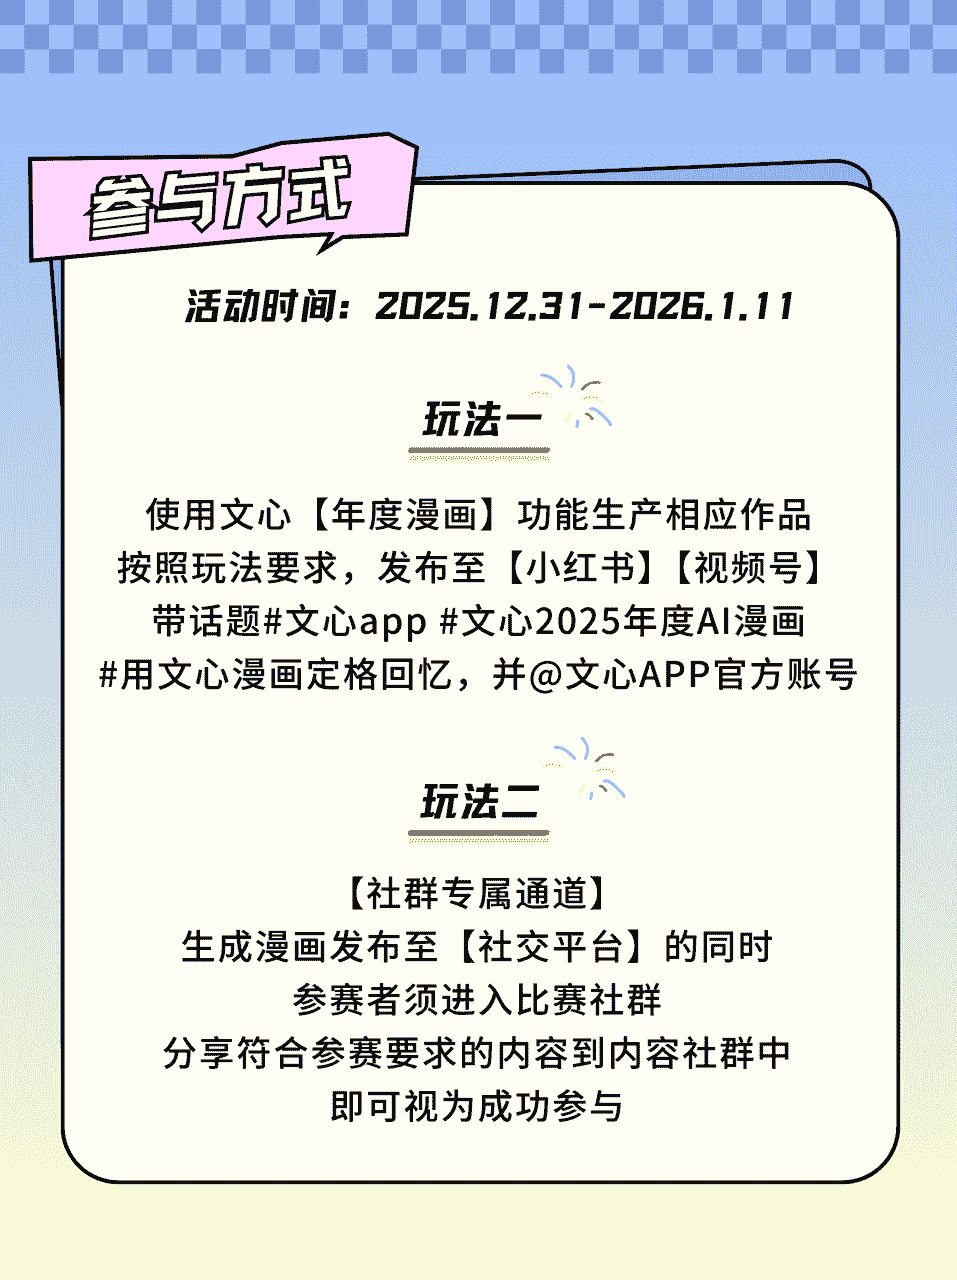 参与方式
活动时间：2025.12.31-2026.1.11
玩法一
使用文心【年度漫画】功能生产相应作品
按照玩法要求，发布至【小红书】【视频号】
带话题#文心app #文心2025年度AI漫画
#用文心漫画定格回忆，并@文心APP官方账号
玩法二
【社群专属通道】
生成漫画发布至【社交平台】的同时
参赛者须进入比赛社群
分享符合参赛要求的内容到内容社群中
即可视为成功参与